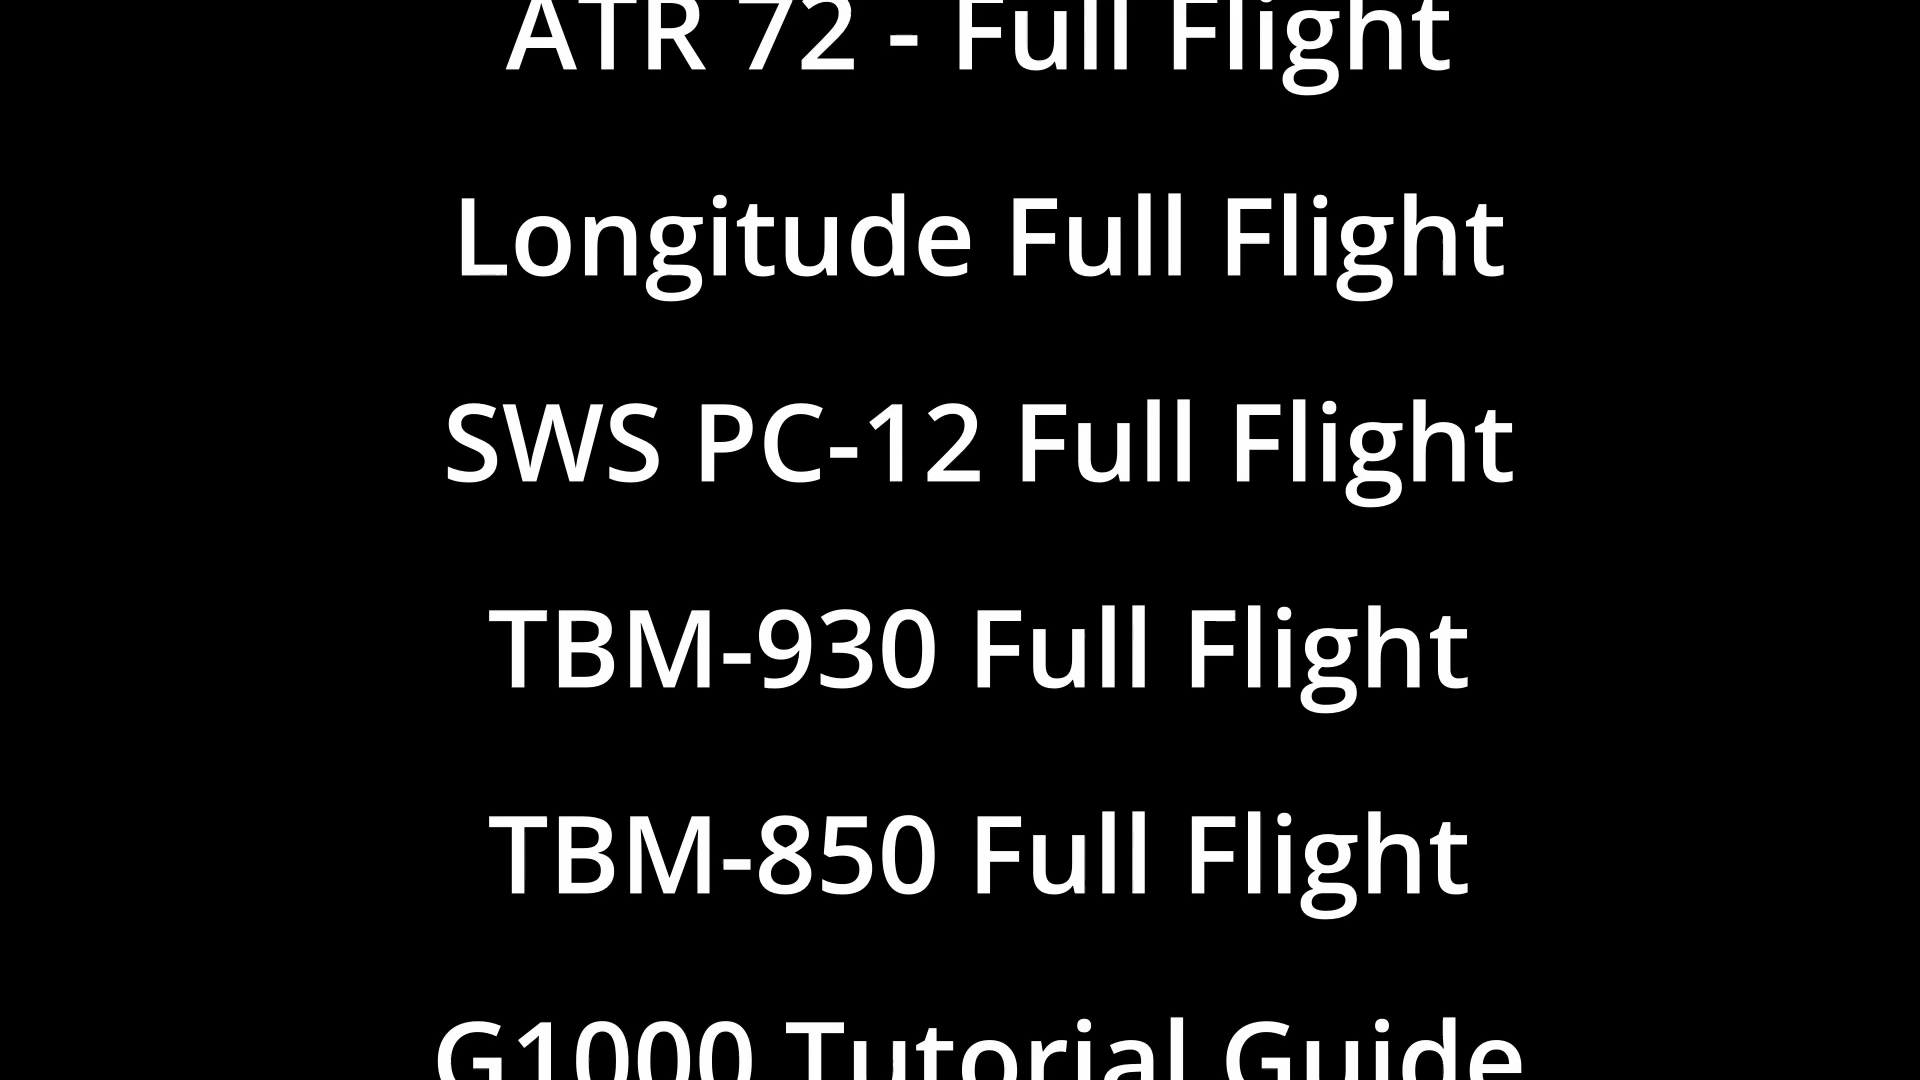 ATR 72 - Full Flight
Longitude Full Flight
SWS PC-12 Full Flight
TBM-930 Full Flight
TBM-850 Full Flight
G1000 Tutorial Guide